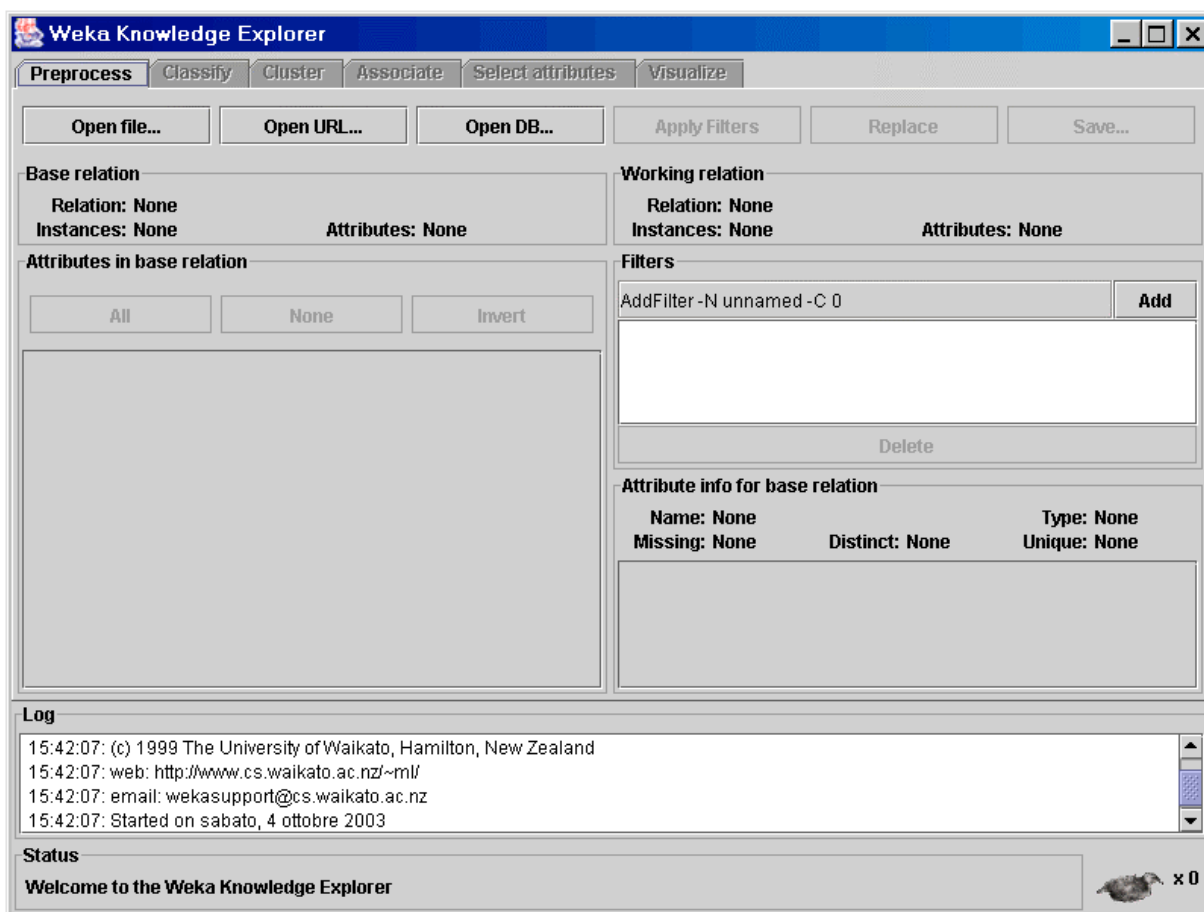 Weka Knowledge Explorer
Preprocess Classify Cluster Associate Select attributes Visualize
Open file... Open URL... Open DB... Apply Filters Replace Save...
Base relation
Relation: None
Instances: None Attributes: None
Working relation
Relation: None
Instances: None Attributes: None
Attributes in base relation
All None Invert
Filters
AddFilter -N unnamed -C 0 Add
Delete
Attribute info for base relation
Name: None Type: None
Missing: None Distinct: None Unique: None
Log
15:42:07: (c) 1999 The University of Waikato, Hamilton, New Zealand
15:42:07: web: http://www.cs.waikato.ac.nz/~ml/
15:42:07: email: wekasupport@cs.waikato.ac.nz
15:42:07: Started on sabato, 4 ottobre 2003
Status
Welcome to the Weka Knowledge Explorer
x 0